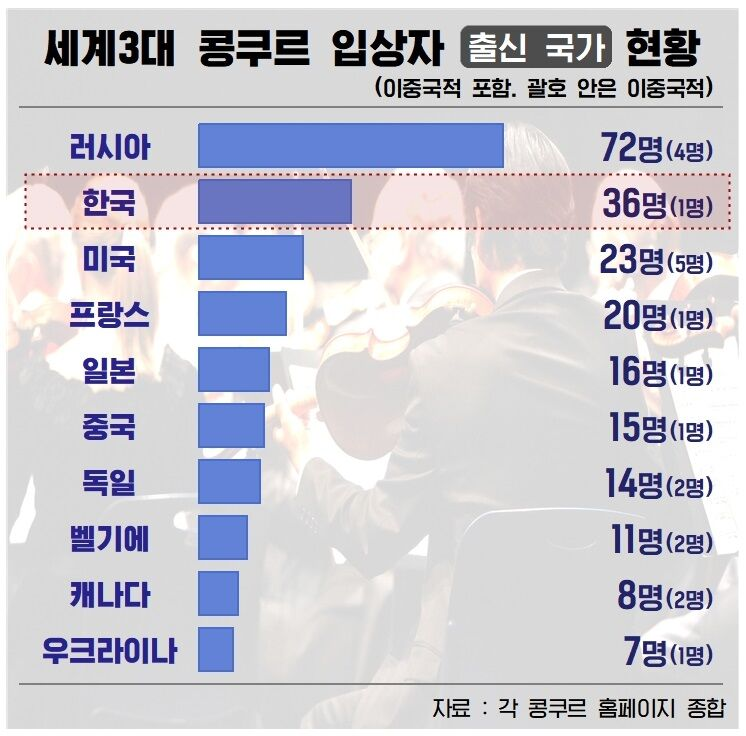 세계3대 콩쿠르 입상자 출신 국가 현황
(이중국적 포함. 괄호 안은 이중국적)
러시아 72명(4명)
한국 36명(1명)
미국 23명(5명)
프랑스 20명(1명)
일본 16명(1명)
중국 15명(1명)
독일 14명(2명)
벨기에 11명(2명)
캐나다 8명(2명)
우크라이나 7명(1명)
자료 : 각 콩쿠르 홈페이지 종합